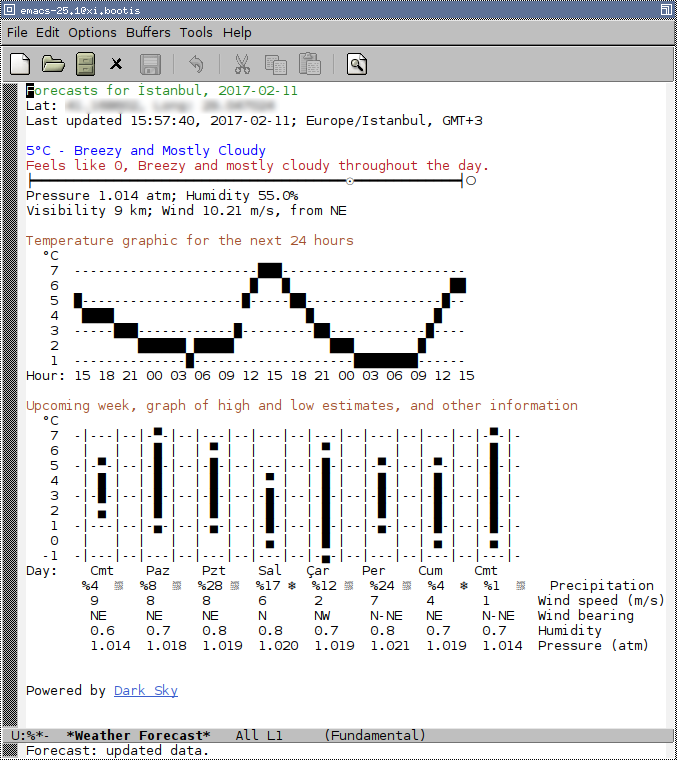 emacs-25.1@xi.bootis
File Edit Options Buffers Tools Help
Forecasts for İstanbul, 2017-02-11
Lat:
Last updated 15:57:40, 2017-02-11; Europe/Istanbul, GMT+3
5°C - Breezy and Mostly Cloudy
Feels like 0, Breezy and mostly cloudy throughout the day.
Pressure 1.014 atm; Humidity 55.0%
Visibility 9 km; Wind 10.21 m/s, from NE
Temperature graphic for the next 24 hours
°C
7
6
5
4
3
2
1
Hour: 15 18 21 00 03 06 09 12 15 18 21 00 03 06 09 12 15
Upcoming week, graph of high and low estimates, and other information
°C
7
6
5
4
3
2
1
0
-1
Day: Cmt Paz Pzt Sal Çar Per Cum Cmt
%4 %8 %28 %17 %12 %24 %4 %1 Precipitation
9 8 8 6 2 7 4 1 Wind speed (m/s)
NE NE NE N NW N-NE NE N-NE Wind bearing
0.6 0.7 0.8 0.8 0.7 0.8 0.7 0.7 Humidity
1.014 1.018 1.019 1.020 1.019 1.021 1.019 1.014 Pressure (atm)
Powered by Dark Sky
U:%*- *Weather Forecast* All L1 (Fundamental)
Forecast: updated data.